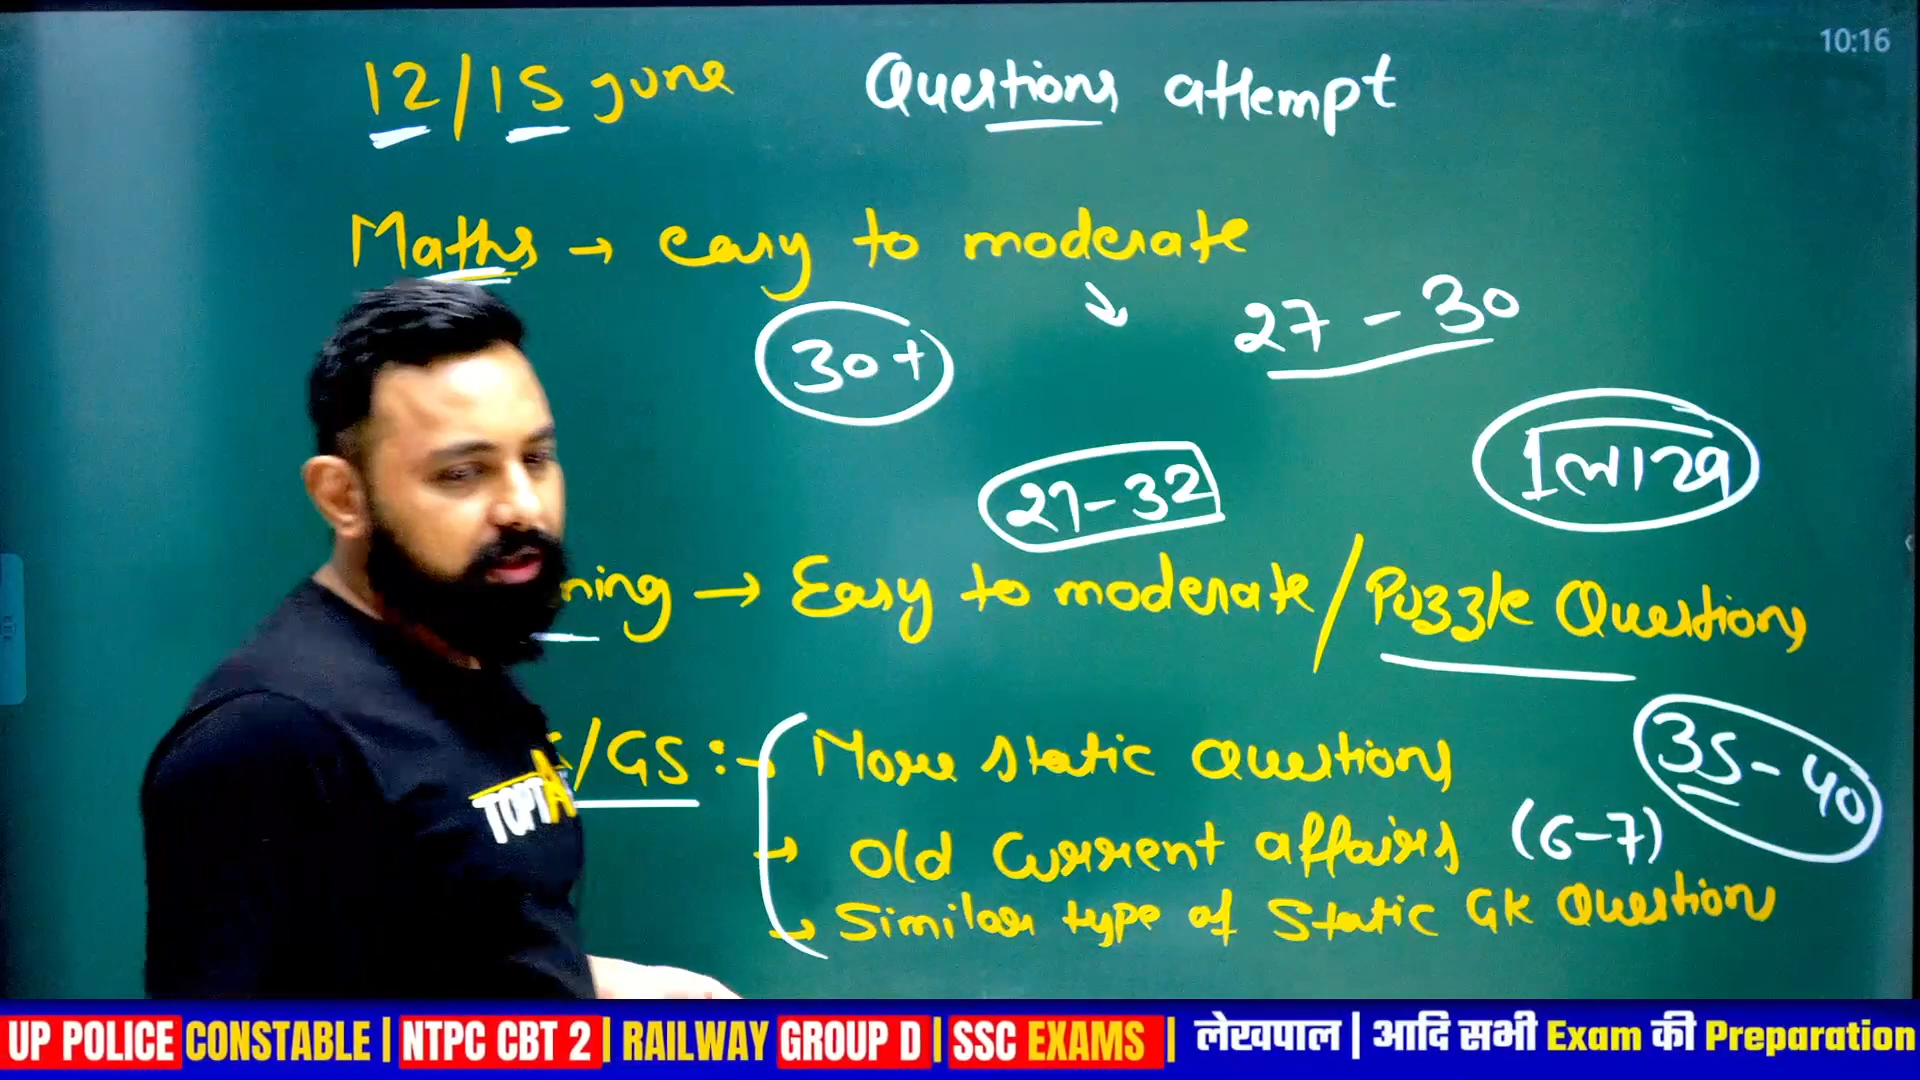 10:16
12/15 june Questions attempt
Maths → easy to moderate
27 - 30
30+
1लाख
27-32
ning → Easy to moderate / Puzzle Questions
/GS :- More static Questions
35-40
→ Old Current affairs (6-7)
→ Similar type of Static GK Question
TOPT
UP POLICE CONSTABLE | NTPC CBT 2 | RAILWAY GROUP D | SSC EXAMS | लेखपाल | आदि सभी Exam की Preparation